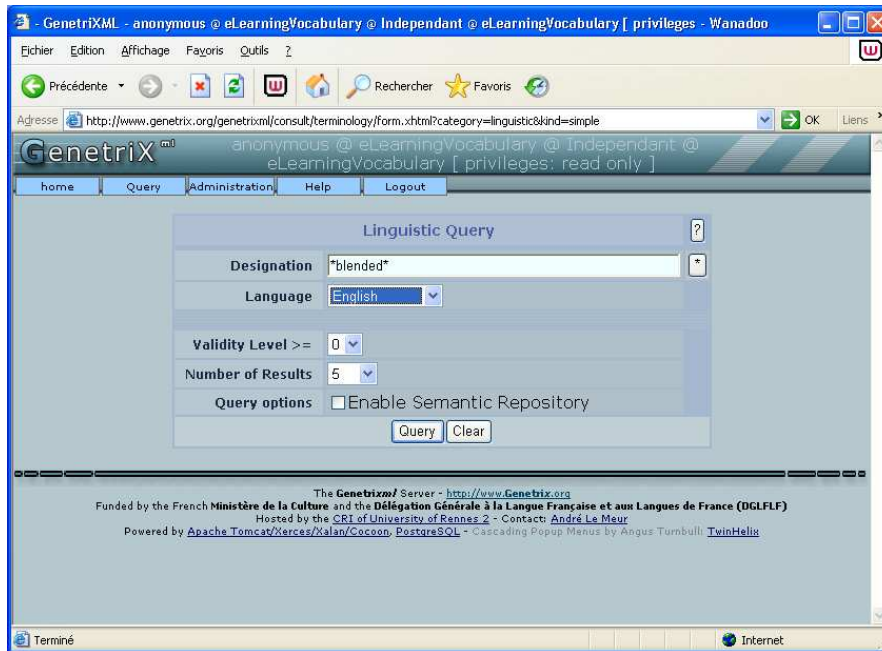 - GenetriXML - anonymous @ eLearningVocabulary @ Independant @ eLearningVocabulary [ privileges - Wanadoo
Fichier Edition Affichage Favoris Outils ?
Précédente Rechercher Favoris
Adresse http://www.genetrix.org/genetrixml/consult/terminology/form.xhtml?category=linguistic&kind=simple OK Liens
GenetriX ml
anonymous @ eLearningVocabulary @ Independant @
eLearningVocabulary [ privileges: read only ]
home Query Administration Help Logout
Linguistic Query ?
Designation *blended* *
Language English
Validity Level >= 0
Number of Results 5
Query options Enable Semantic Repository
Query Clear
The Genetrixml Server - http://www.Genetrix.org
Funded by the French Ministère de la Culture and the Délégation Générale à la Langue Française et aux Langues de France (DGLFLF)
Hosted by the CRI of University of Rennes 2 - Contact: André Le Meur
Powered by Apache Tomcat/Xerces/Xalan/Cocoon, PostgreSQL - Cascading Popup Menus by Angus Turnbull: TwinHelix
Terminé Internet